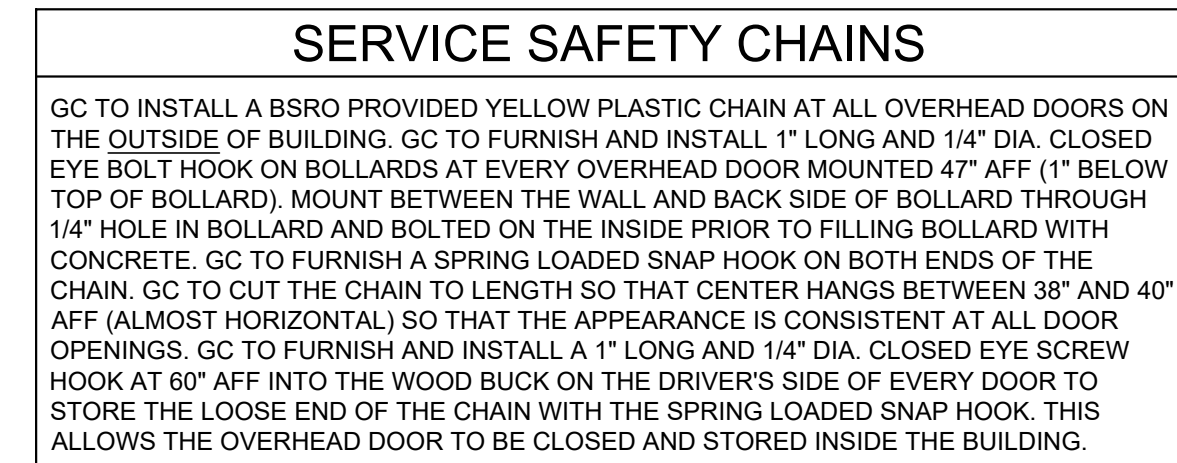 SERVICE SAFETY CHAINS
GC TO INSTALL A BSRO PROVIDED YELLOW PLASTIC CHAIN AT ALL OVERHEAD DOORS ON
THE OUTSIDE OF BUILDING. GC TO FURNISH AND INSTALL 1" LONG AND 1/4" DIA. CLOSED
EYE BOLT HOOK ON BOLLARDS AT EVERY OVERHEAD DOOR MOUNTED 47" AFF (1" BELOW
TOP OF BOLLARD). MOUNT BETWEEN THE WALL AND BACK SIDE OF BOLLARD THROUGH
1/4" HOLE IN BOLLARD AND BOLTED ON THE INSIDE PRIOR TO FILLING BOLLARD WITH
CONCRETE. GC TO FURNISH A SPRING LOADED SNAP HOOK ON BOTH ENDS OF THE
CHAIN. GC TO CUT THE CHAIN TO LENGTH SO THAT CENTER HANGS BETWEEN 38" AND 40"
AFF (ALMOST HORIZONTAL) SO THAT THE APPEARANCE IS CONSISTENT AT ALL DOOR
OPENINGS. GC TO FURNISH AND INSTALL A 1" LONG AND 1/4" DIA. CLOSED EYE SCREW
HOOK AT 60" AFF INTO THE WOOD BUCK ON THE DRIVER'S SIDE OF EVERY DOOR TO
STORE THE LOOSE END OF THE CHAIN WITH THE SPRING LOADED SNAP HOOK. THIS
ALLOWS THE OVERHEAD DOOR TO BE CLOSED AND STORED INSIDE THE BUILDING.